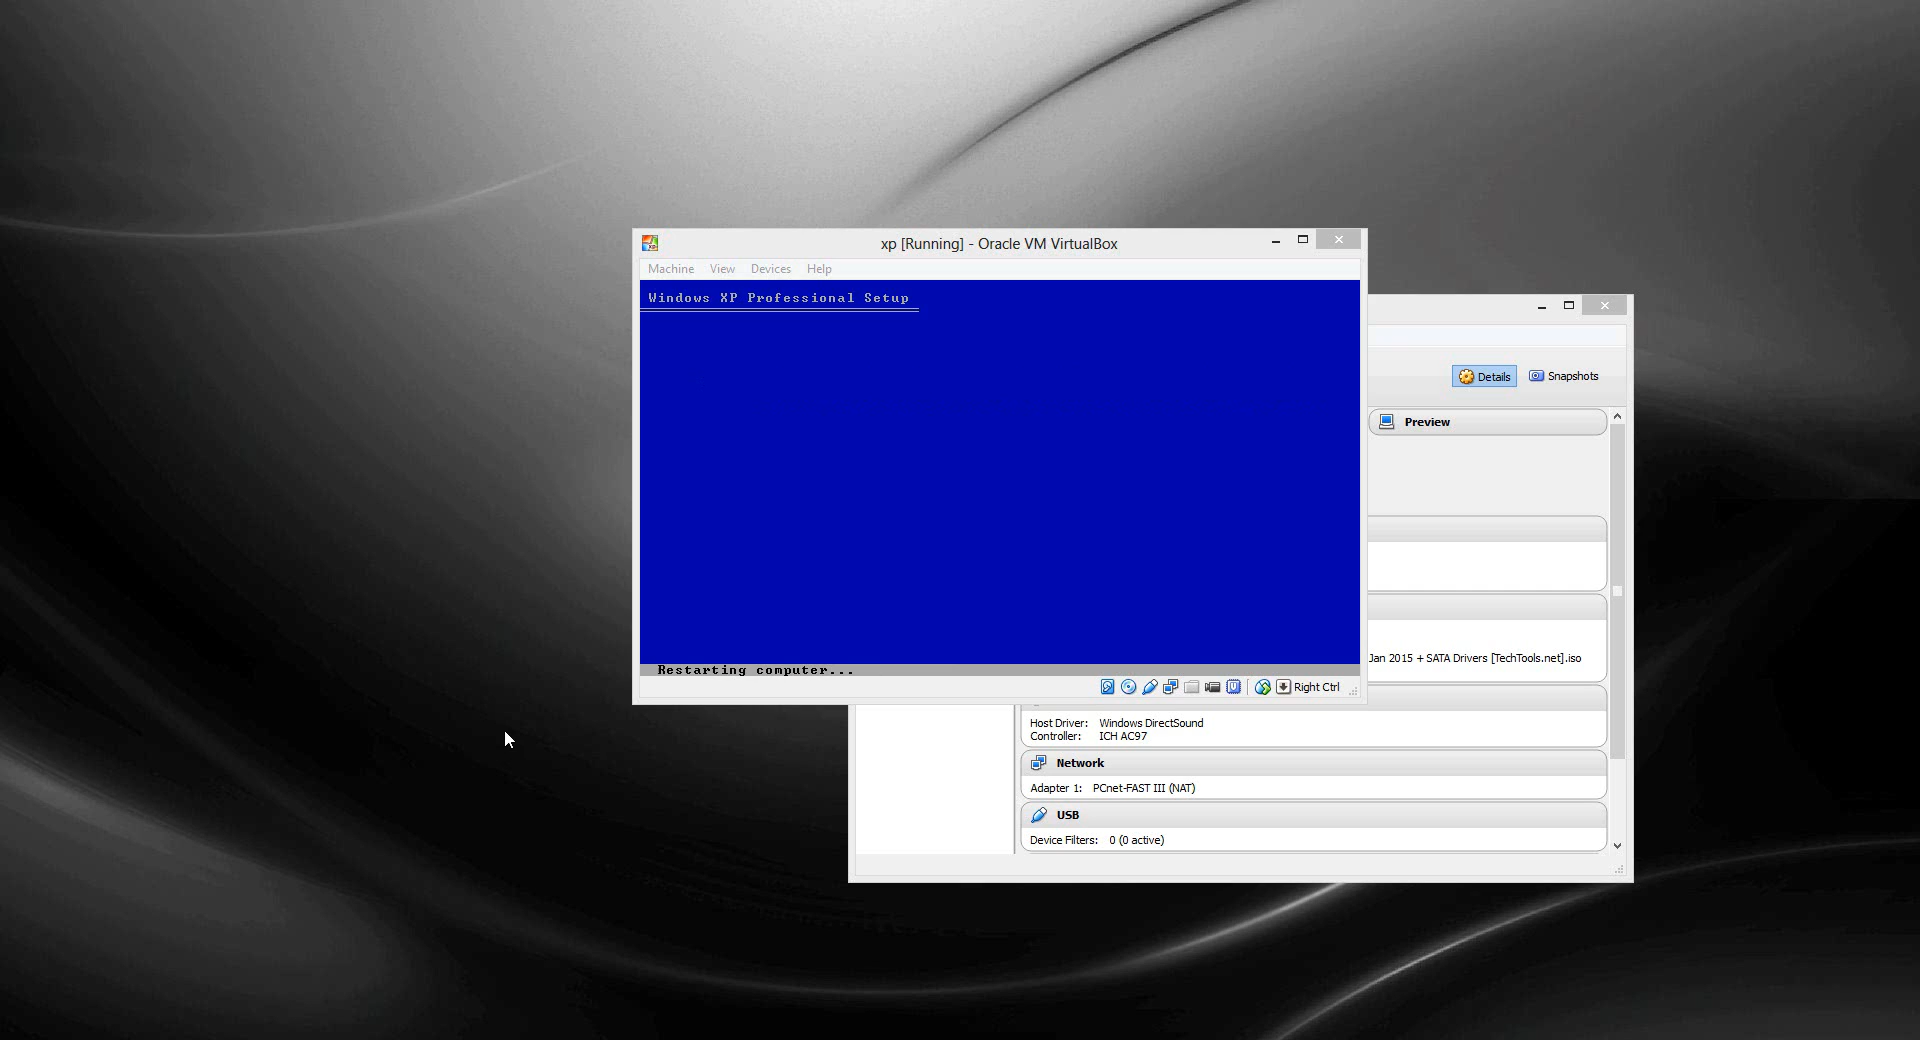 xp [Running] - Oracle VM VirtualBox
Machine View Devices Help
Windows XP Professional Setup
Restarting computer...
Right Ctrl
Details Snapshots
Preview
Jan 2015 + SATA Drivers [TechTools.net].iso
Host Driver: Windows DirectSound
Controller: ICH AC97
Network
Adapter 1: PCnet-FAST III (NAT)
USB
Device Filters: 0 (0 active)